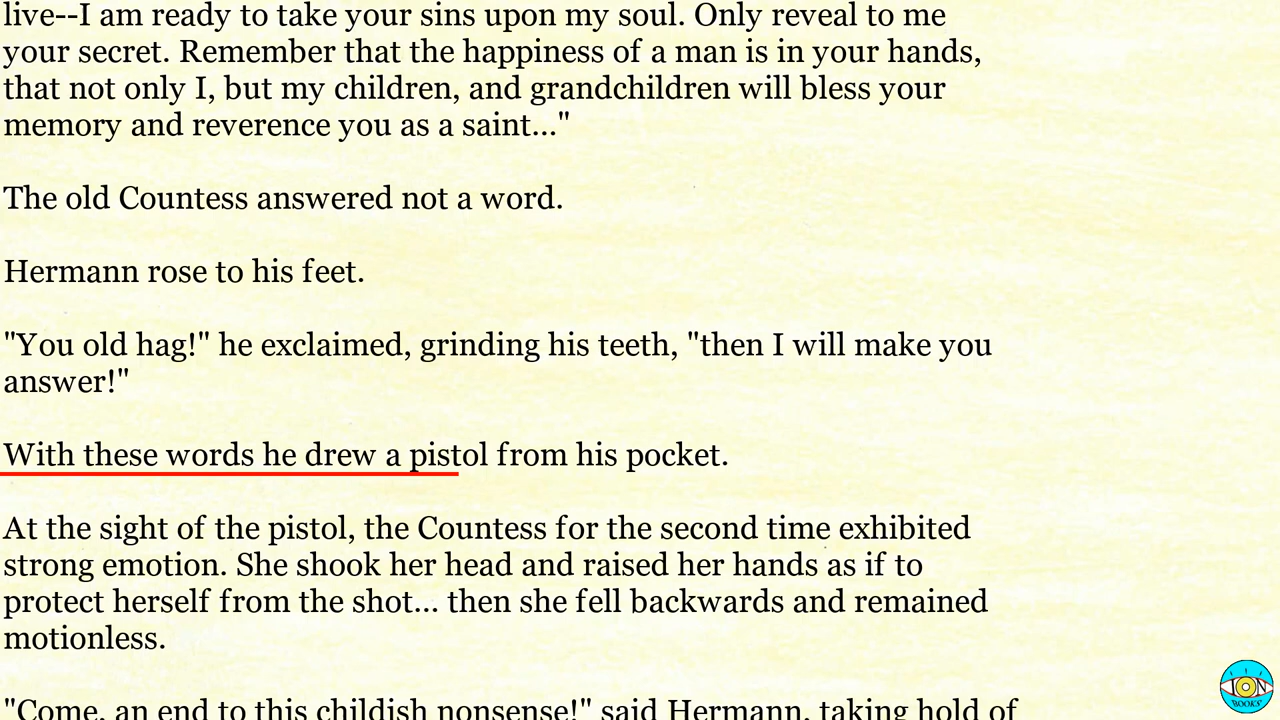 live--I am ready to take your sins upon my soul. Only reveal to me
your secret. Remember that the happiness of a man is in your hands,
that not only I, but my children, and grandchildren will bless your
memory and reverence you as a saint..."
The old Countess answered not a word.
Hermann rose to his feet.
"You old hag!" he exclaimed, grinding his teeth, "then I will make you
answer!"
With these words he drew a pistol from his pocket.
At the sight of the pistol, the Countess for the second time exhibited
strong emotion. She shook her head and raised her hands as if to
protect herself from the shot... then she fell backwards and remained
motionless.
"Come, an end to this childish nonsense!" said Hermann, taking hold of
ION
BOOKS